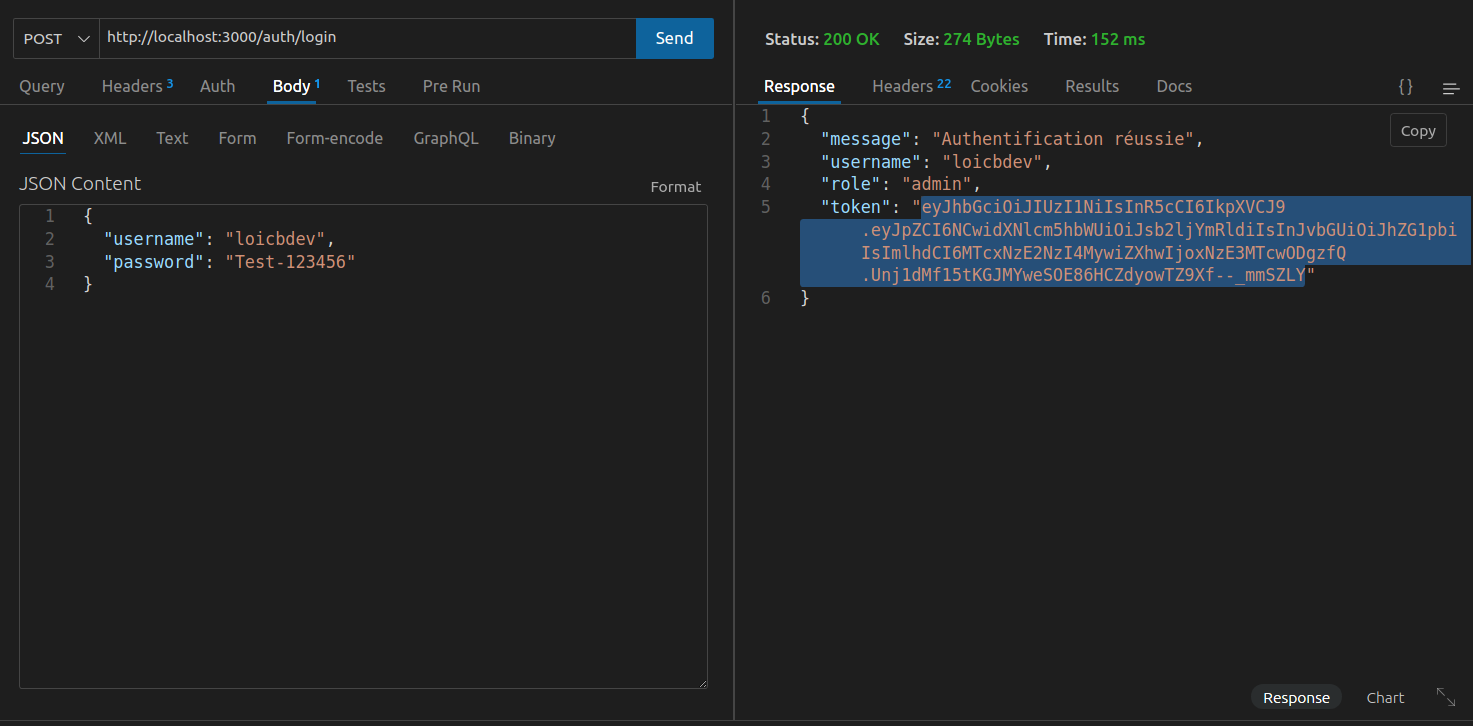 POST http://localhost:3000/auth/login Send
Query Headers 3 Auth Body 1 Tests Pre Run
JSON XML Text Form Form-encode GraphQL Binary
JSON Content Format
1 {
2 "username": "loicbdev",
3 "password": "Test-123456"
4 }
Status: 200 OK Size: 274 Bytes Time: 152 ms
Response Headers 22 Cookies Results Docs {}
Copy
1 {
2 "message": "Authentification réussie",
3 "username": "loicbdev",
4 "role": "admin",
5 "token": "eyJhbGciOiJIUzI1NiIsInR5cCI6IkpXVCJ9
.eyJpZCI6NCwidXNlcm5hbWUiOiJsb2ljYmRldiIsInJvbGUiOiJhZG1pbi
IsImlhdCI6MTcxNzE2NzI4MywiZXhwIjoxNzE3MTcwODgzfQ
.Unj1dMf15tKGJMYweSOE86HCZdyowTZ9Xf--_mmSZLY"
6 }
Response Chart